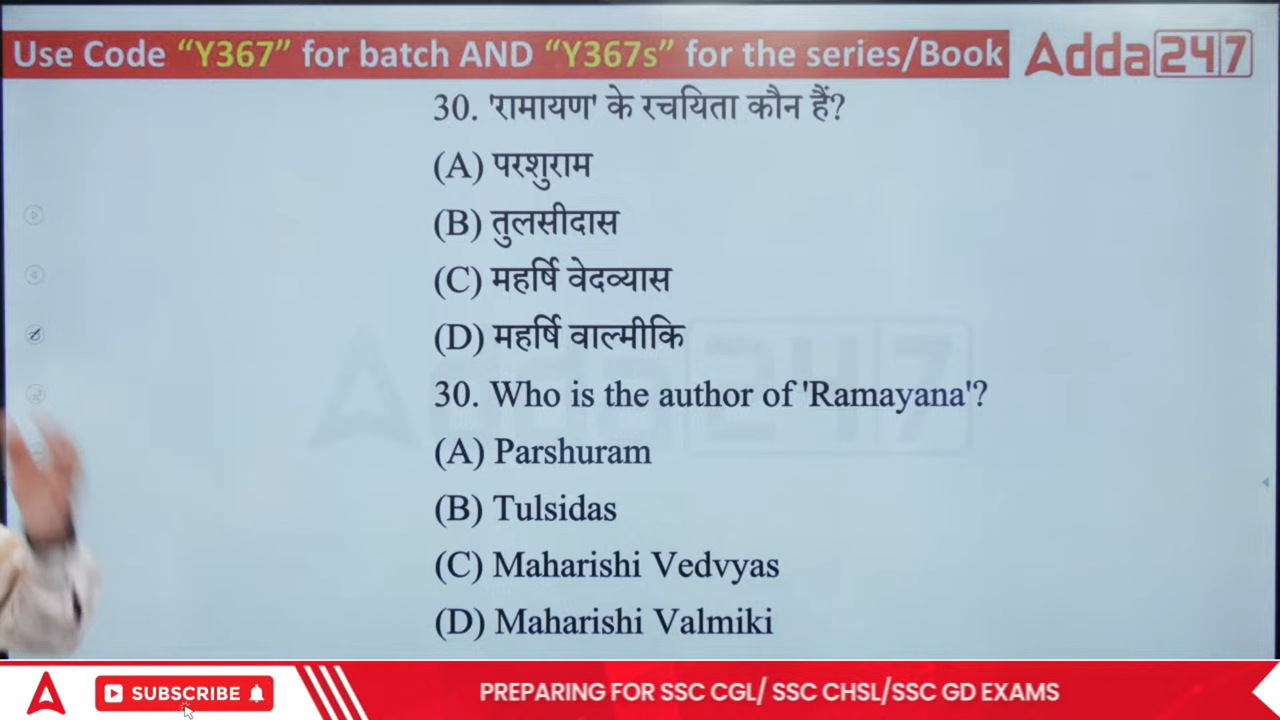 Use Code “Y367” for batch AND “Y367s” for the series/Book
Adda247
30. 'रामायण' के रचयिता कौन हैं?
(A) परशुराम
(B) तुलसीदास
(C) महर्षि वेदव्यास
(D) महर्षि वाल्मीकि
30. Who is the author of 'Ramayana'?
(A) Parshuram
(B) Tulsidas
(C) Maharishi Vedvyas
(D) Maharishi Valmiki
Adda247
SUBSCRIBE
PREPARING FOR SSC CGL/ SSC CHSL/SSC GD EXAMS